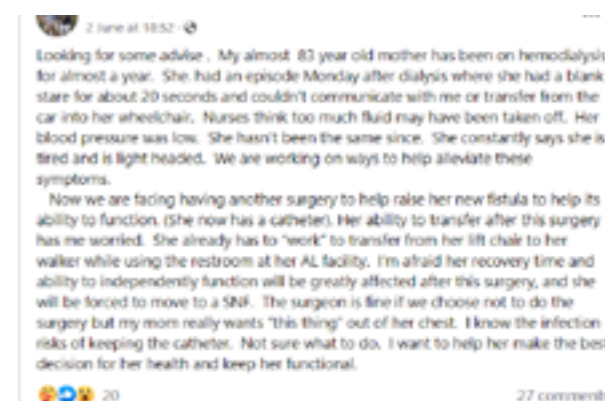 2 June at 18:52 ·
Looking for some advise . My almost 83 year old mother has been on hemodialysis
for almost a year. She had an episode Monday after dialysis where she had a blank
stare for about 20 seconds and couldn't communicate with me or transfer from the
car into her wheelchair. Nurses think too much fluid may have been taken off. Her
blood pressure was low. She hasn't been the same since. She constantly says she is
tired and is light headed. We are working on ways to help alleviate these
symptoms.
Now we are facing having another surgery to help raise her new fistula to help its
ability to function. (She now has a catheter). Her ability to transfer after this surgery
has me worried. She already has to "work" to transfer from her lift chair to her
walker while using the restroom at her AL facility. I'm afraid her recovery time and
ability to independently function will be greatly affected after this surgery, and she
will be forced to move to a SNF. The surgeon is fine if we choose not to do the
surgery but my mom really wants "this thing" out of her chest. I know the infection
risks of keeping the catheter. Not sure what to do. I want to help her make the best
decision for her health and keep her functional.
20
27 comments